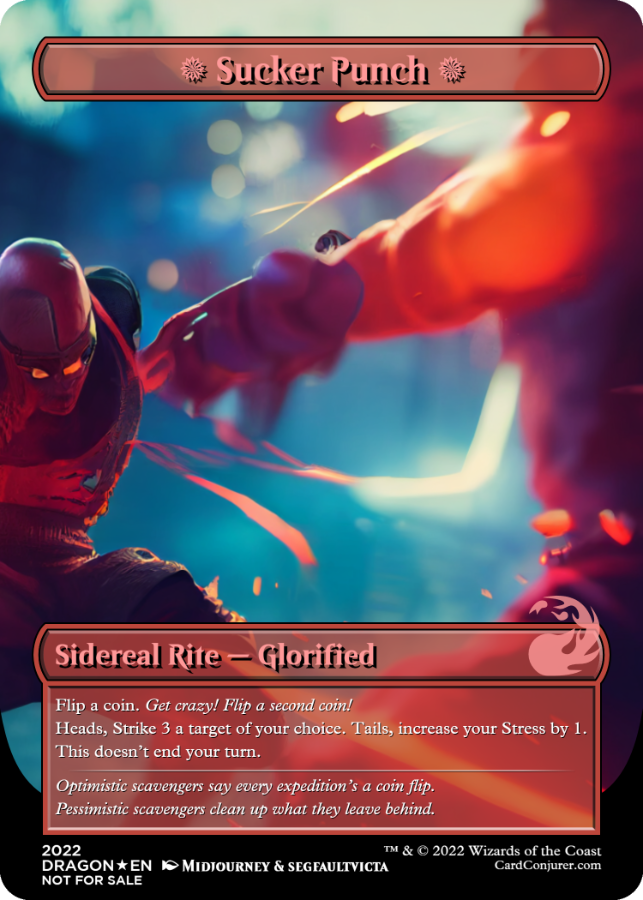 Sucker Punch
Sidereal Rite — Glorified
Flip a coin. Get crazy! Flip a second coin!
Heads, Strike 3 a target of your choice. Tails, increase your Stress by 1.
This doesn't end your turn.
Optimistic scavengers say every expedition's a coin flip.
Pessimistic scavengers clean up what they leave behind.
2022
DRAGON★EN Midjourney & segfaultvicta
NOT FOR SALE
™ & © 2022 Wizards of the Coast
CardConjurer.com